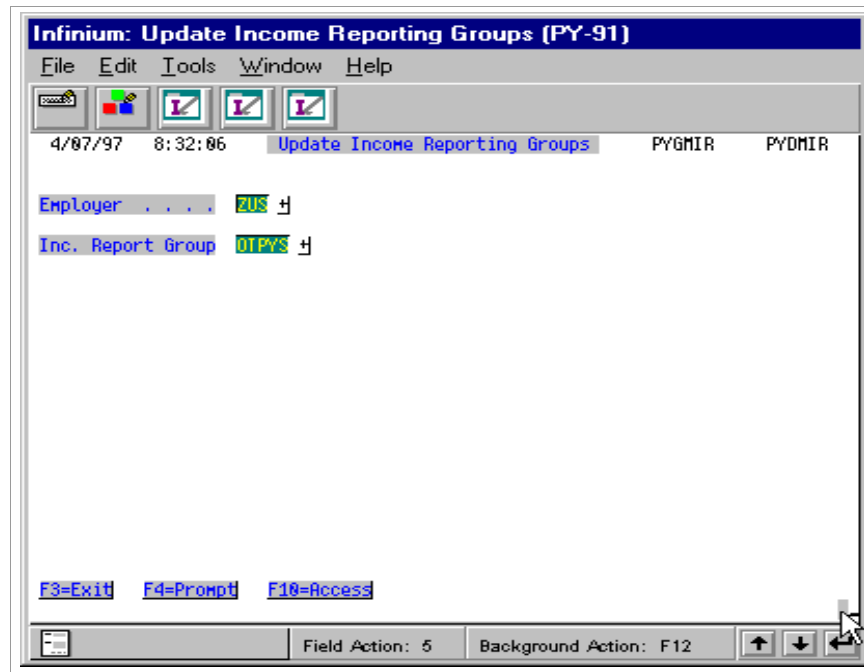 Infinium: Update Income Reporting Groups (PY-91)
File Edit Tools Window Help
4/07/97 8:32:06 Update Income Reporting Groups PYGMIR PYDMIR
Employer . . . . ZUS +
Inc. Report Group OTPYS +
F3=Exit F4=Prompt F10=Access
Field Action: 5 Background Action: F12